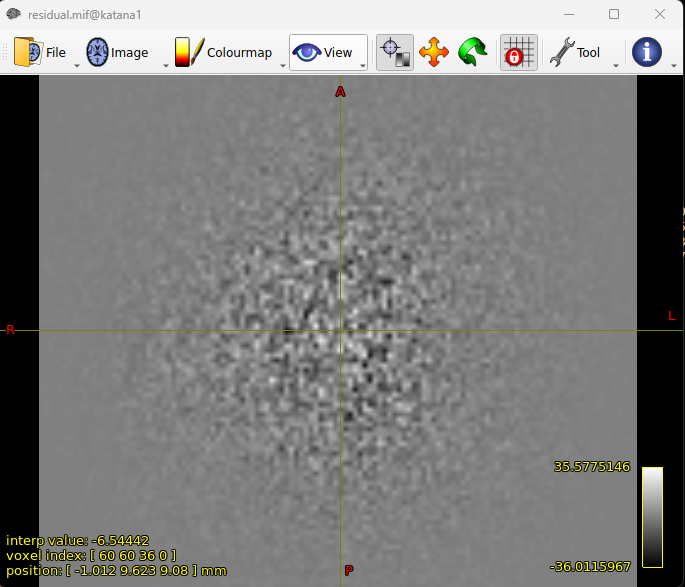 residual.mif@katana1
File Image Colourmap View Tool
A
R
L
35.5775146
interp value: -6.54442
voxel index: [ 60 60 36 0 ]
-36.0115967
position: [ -1.012 9.623 9.08 ] mm
P